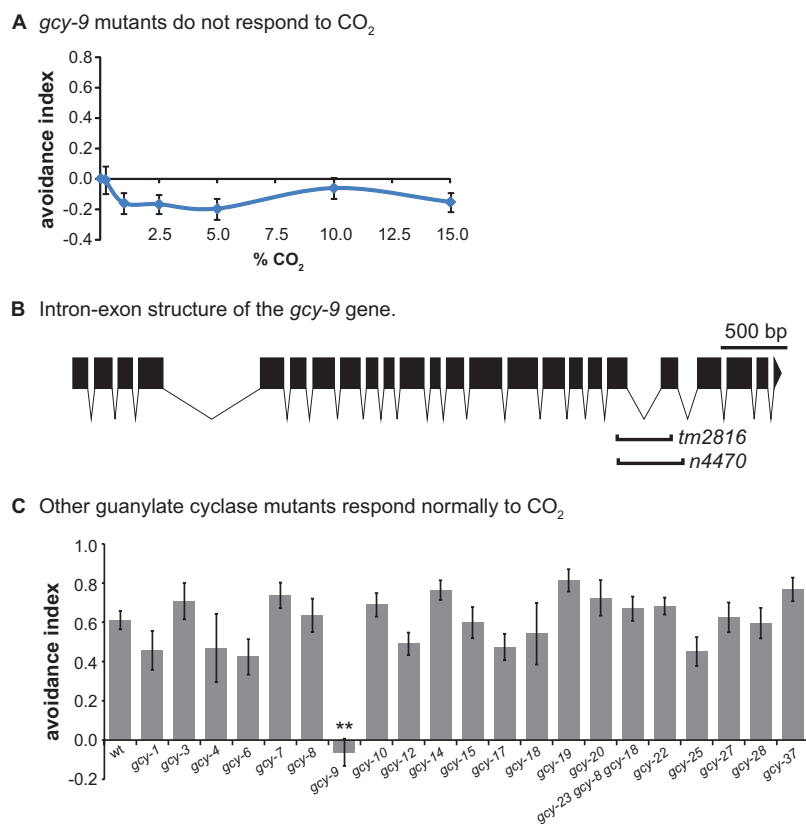 A gcy-9 mutants do not respond to CO2
0.8
0.6
0.4
0.2
0.0
-0.2
-0.4
avoidance index
2.5 5.0 7.5 10.0 12.5 15.0
% CO2
B Intron-exon structure of the gcy-9 gene.
500 bp
tm2816
n4470
C Other guanylate cyclase mutants respond normally to CO2
1.0
0.8
0.6
0.4
0.2
0.0
-0.2
avoidance index
**
wt gcy-1 gcy-3 gcy-4 gcy-6 gcy-7 gcy-8 gcy-9 gcy-10 gcy-12 gcy-14 gcy-15 gcy-17 gcy-18 gcy-19 gcy-20 gcy-23 gcy-8 gcy-18 gcy-22 gcy-25 gcy-27 gcy-28 gcy-37